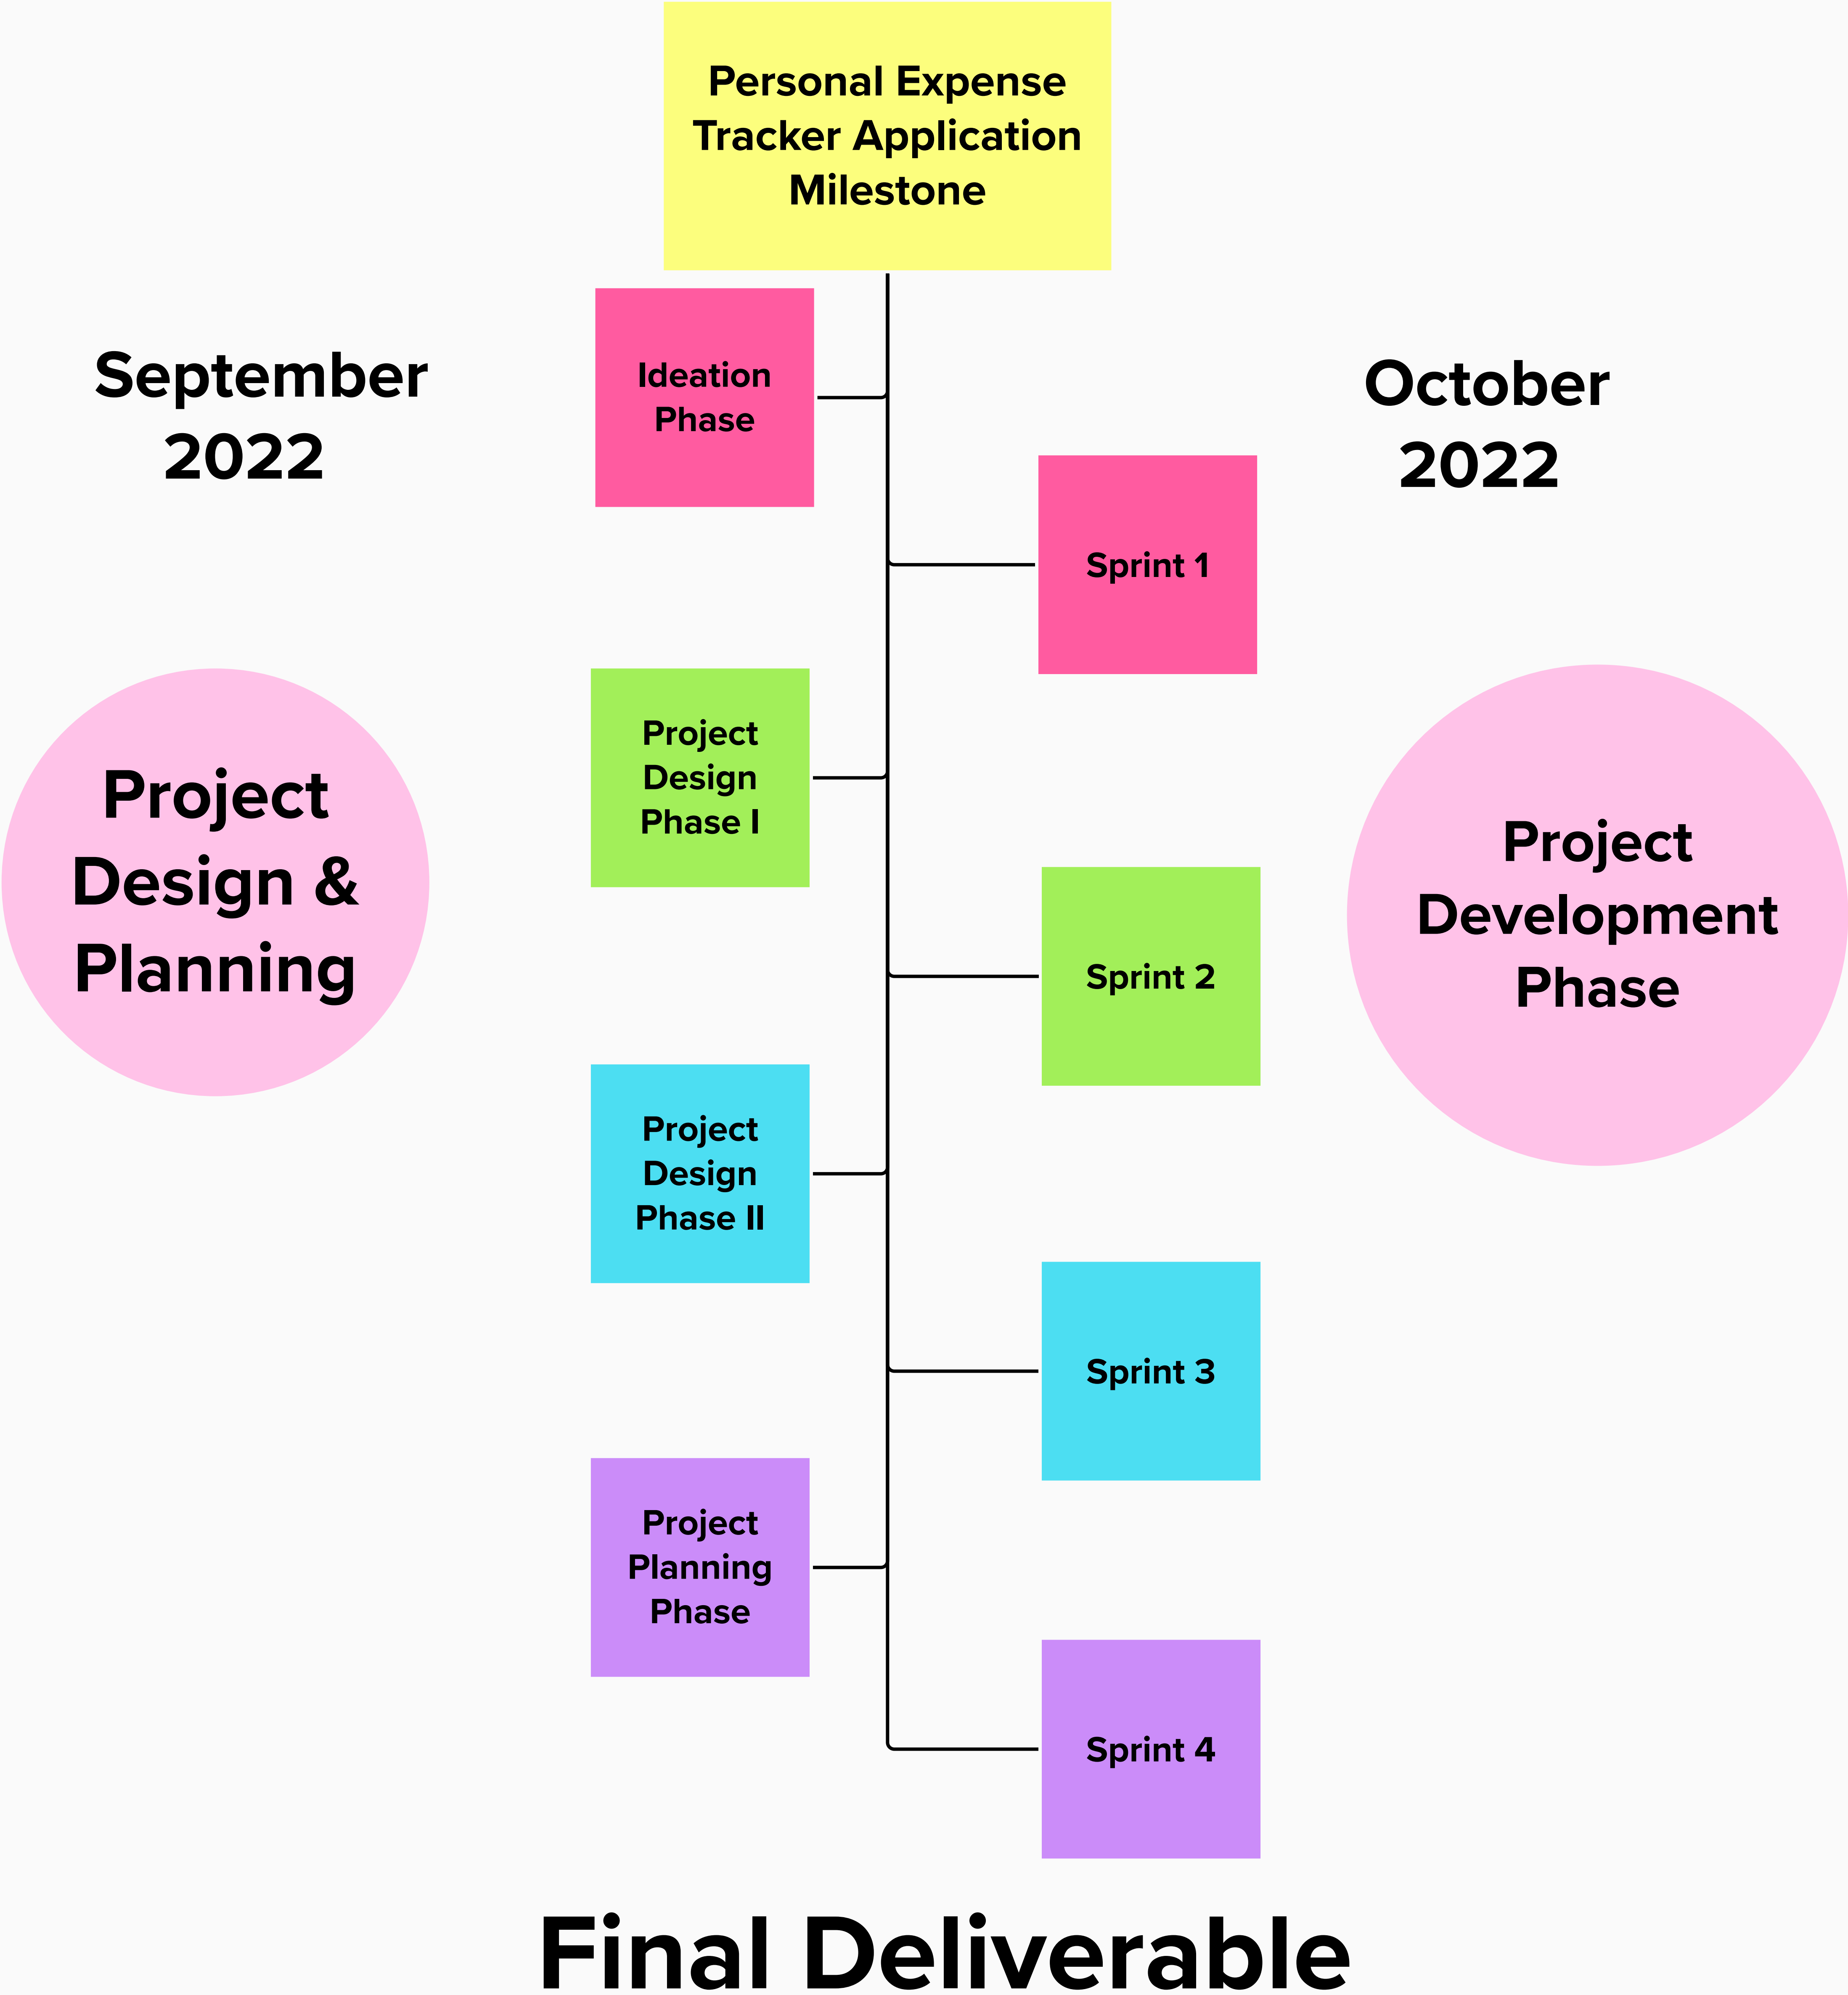 Personal Expense
Tracker Application
Milestone
September
2022
October
2022
Ideation
Phase
Sprint 1
Project
Design &
Planning
Project
Design
Phase I
Project
Development
Phase
Sprint 2
Project
Design
Phase II
Sprint 3
Project
Planning
Phase
Sprint 4
Final Deliverable